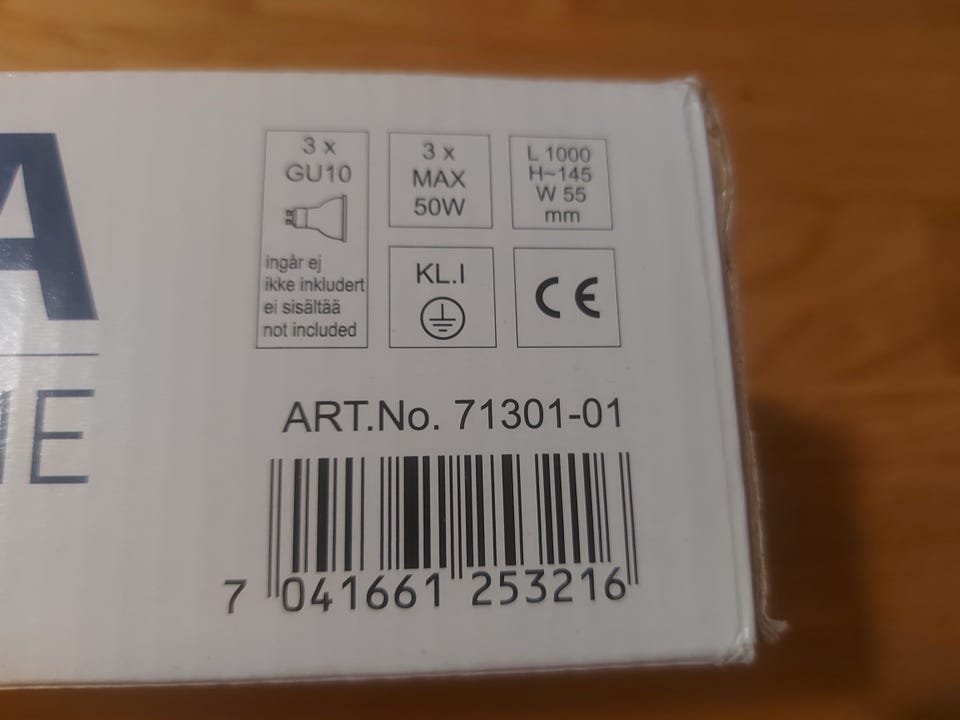 A
NE
3 x
GU10
ingår ej
ikke inkludert
ei sisältää
not included
3 x
MAX
50W
L 1000
H~145
W 55
mm
KL.I
CE
ART.No. 71301-01
7 041661 253216